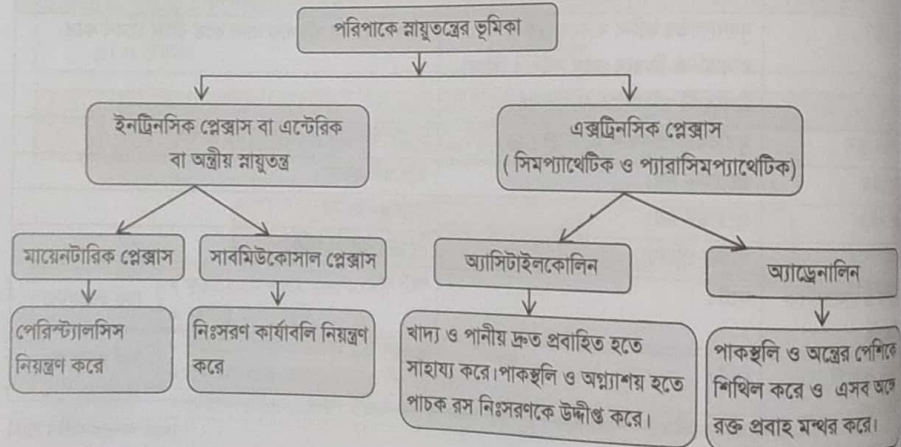 পরিপাকে স্নায়ুতন্ত্রের ভূমিকা
ইনট্রিনসিক প্লেক্সাস বা এন্টেরিক
বা অন্ত্রীয় স্নায়ুতন্ত্র
এক্সট্রিনসিক প্লেক্সাস
( সিমপ্যাথেটিক ও প্যারাসিমপ্যাথেটিক)
মায়েনটারিক প্লেক্সাস
সাবমিউকোসাল প্লেক্সাস
অ্যাসিটাইলকোলিন
অ্যাড্রেনালিন
পেরিস্ট্যালসিস
নিয়ন্ত্রণ করে
নিঃসরণ কার্যাবলি নিয়ন্ত্রণ
করে
খাদ্য ও পানীয় দ্রুত প্রবাহিত হতে
সাহায্য করে।পাকস্থলি ও অগ্ন্যাশয় হতে
পাচক রস নিঃসরণকে উদ্দীপ্ত করে।
পাকস্থলি ও অন্ত্রের পেশিকে
শিথিল করে ও এসব অঙ্গে
রক্ত প্রবাহ মন্থর করে।